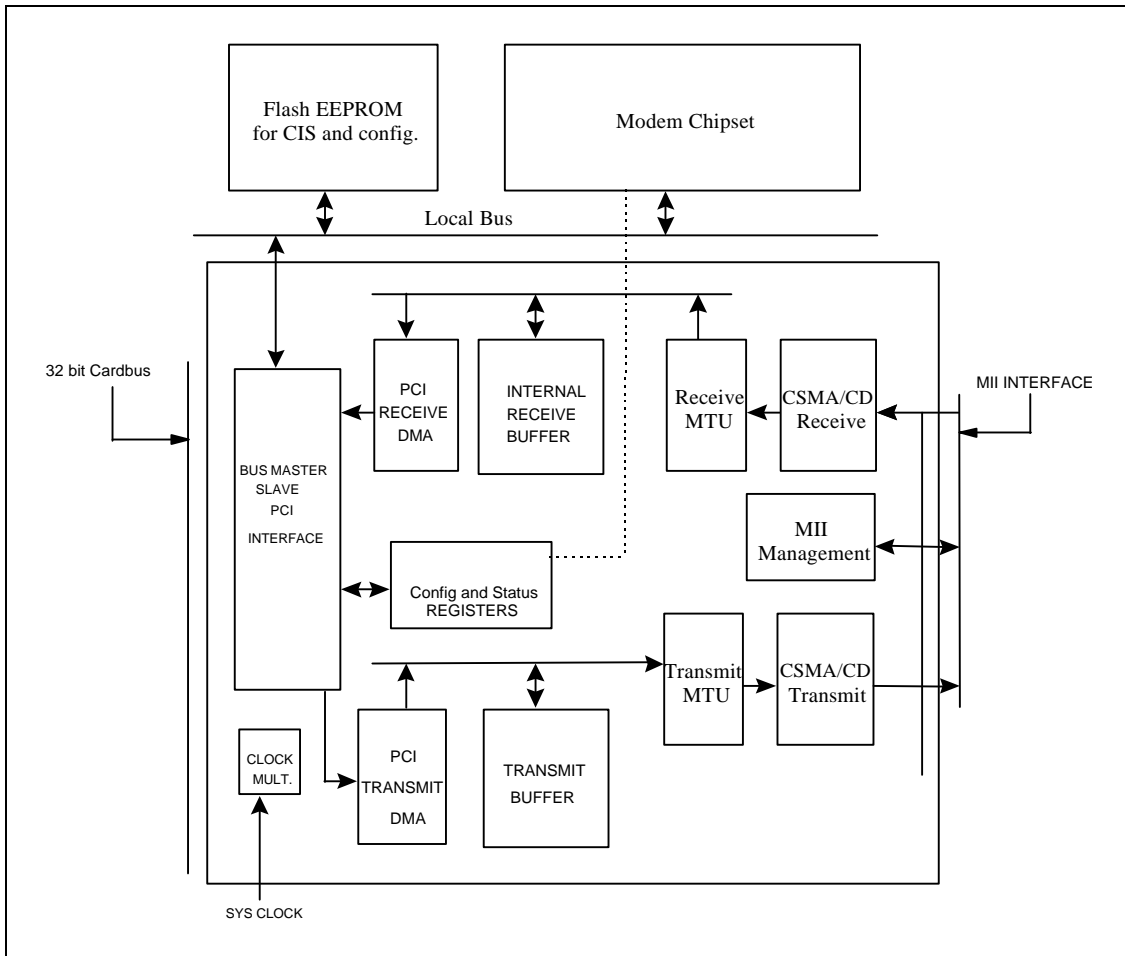 Flash EEPROM
for CIS and config.
Modem Chipset
Local Bus
32 bit Cardbus
MII INTERFACE
PCI
RECEIVE
DMA
INTERNAL
RECEIVE
BUFFER
Receive
MTU
CSMA/CD
Receive
BUS MASTER
SLAVE
PCI
INTERFACE
MII
Management
Config and Status
REGISTERS
Transmit
MTU
CSMA/CD
Transmit
CLOCK
MULT.
PCI
TRANSMIT
DMA
TRANSMIT
BUFFER
SYS CLOCK